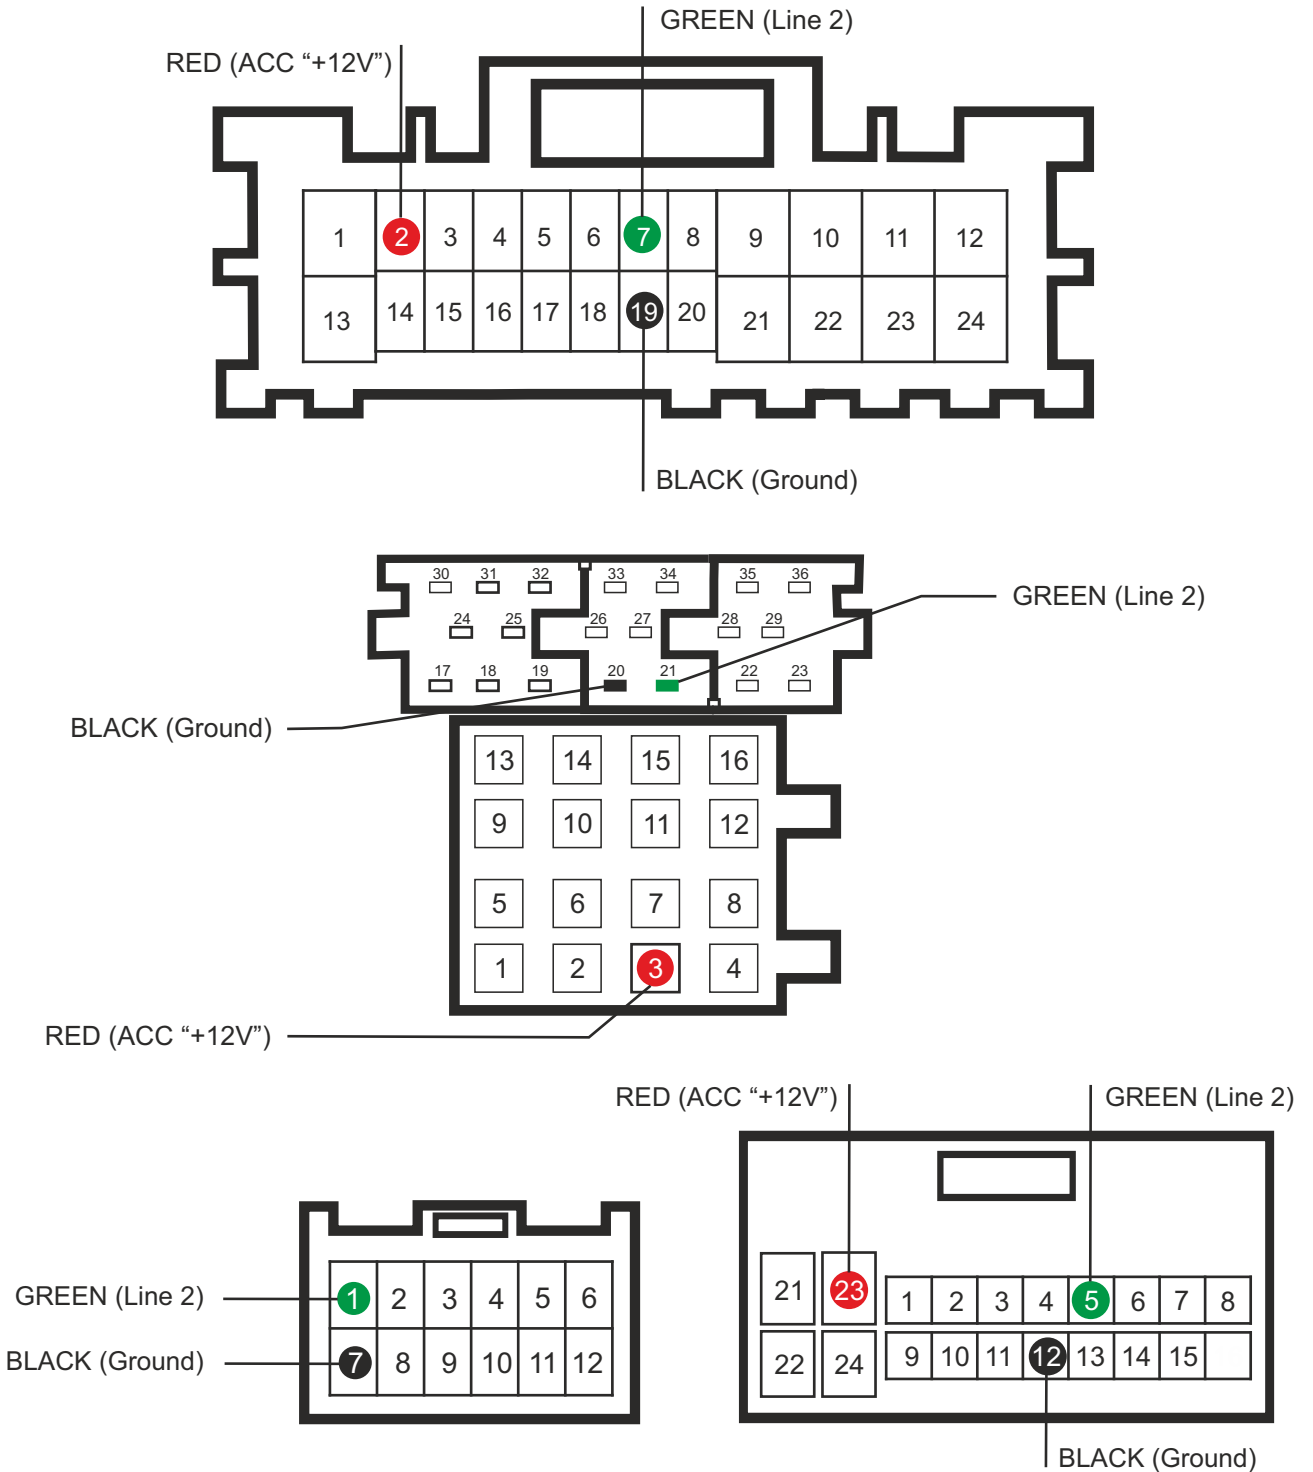 GREEN (Line 2)
RED (ACC “+12V”)
1 2 3 4 5 6 7 8 9 10 11 12
13 14 15 16 17 18 19 20 21 22 23 24
BLACK (Ground)
30 31 32 33 34 35 36
GREEN (Line 2)
24 25 26 27 28 29
17 18 19 20 21 22 23
BLACK (Ground)
13 14 15 16
9 10 11 12
5 6 7 8
1 2 3 4
RED (ACC “+12V”)
RED (ACC “+12V”)
GREEN (Line 2)
GREEN (Line 2)
1 2 3 4 5 6
BLACK (Ground)
7 8 9 10 11 12
21 23 1 2 3 4 5 6 7 8
22 24 9 10 11 12 13 14 15
BLACK (Ground)